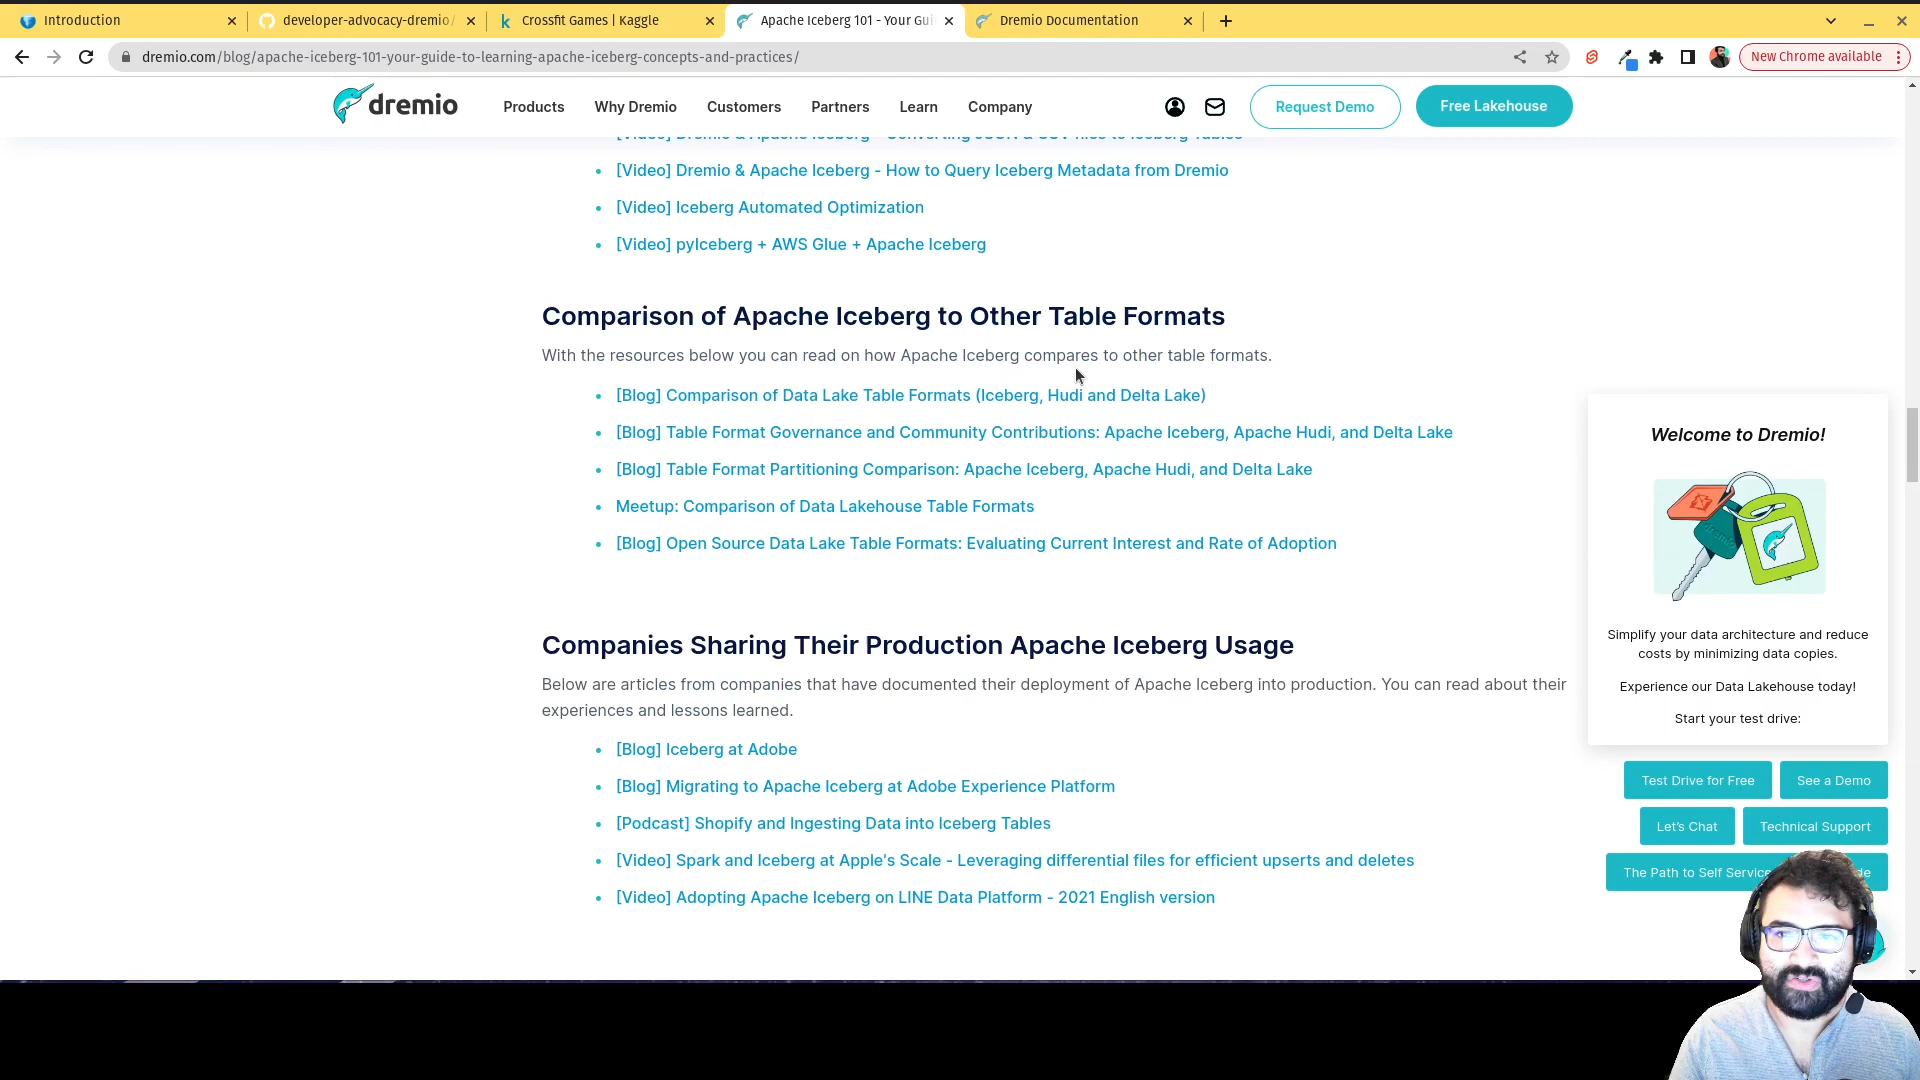 Introduction
developer-advocacy-dremio/
Crossfit Games | Kaggle
Apache Iceberg 101 - Your Gui
Dremio Documentation
dremio.com/blog/apache-iceberg-101-your-guide-to-learning-apache-iceberg-concepts-and-practices/
New Chrome available
dremio
Products
Why Dremio
Customers
Partners
Learn
Company
Request Demo
Free Lakehouse
[Video] Dremio & Apache Iceberg - Converting JSON & CSV files to Iceberg Tables
[Video] Dremio & Apache Iceberg - How to Query Iceberg Metadata from Dremio
[Video] Iceberg Automated Optimization
[Video] pyIceberg + AWS Glue + Apache Iceberg
Comparison of Apache Iceberg to Other Table Formats
With the resources below you can read on how Apache Iceberg compares to other table formats.
[Blog] Comparison of Data Lake Table Formats (Iceberg, Hudi and Delta Lake)
[Blog] Table Format Governance and Community Contributions: Apache Iceberg, Apache Hudi, and Delta Lake
[Blog] Table Format Partitioning Comparison: Apache Iceberg, Apache Hudi, and Delta Lake
Meetup: Comparison of Data Lakehouse Table Formats
[Blog] Open Source Data Lake Table Formats: Evaluating Current Interest and Rate of Adoption
Companies Sharing Their Production Apache Iceberg Usage
Below are articles from companies that have documented their deployment of Apache Iceberg into production. You can read about their
experiences and lessons learned.
[Blog] Iceberg at Adobe
[Blog] Migrating to Apache Iceberg at Adobe Experience Platform
[Podcast] Shopify and Ingesting Data into Iceberg Tables
[Video] Spark and Iceberg at Apple's Scale - Leveraging differential files for efficient upserts and deletes
[Video] Adopting Apache Iceberg on LINE Data Platform - 2021 English version
Welcome to Dremio!
dremio
Simplify your data architecture and reduce
costs by minimizing data copies.
Experience our Data Lakehouse today!
Start your test drive:
Test Drive for Free
See a Demo
Let's Chat
Technical Support
The Path to Self Service